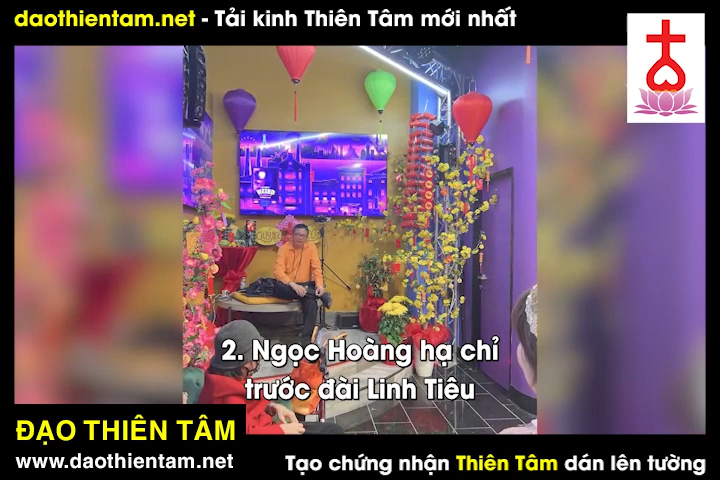 daothientam.net - Tải kinh Thiên Tâm mới nhất
2. Ngọc Hoàng hạ chỉ
trước đài Linh Tiêu
ĐẠO THIÊN TÂM
www.daothientam.net
Tạo chứng nhận Thiên Tâm dán lên tường